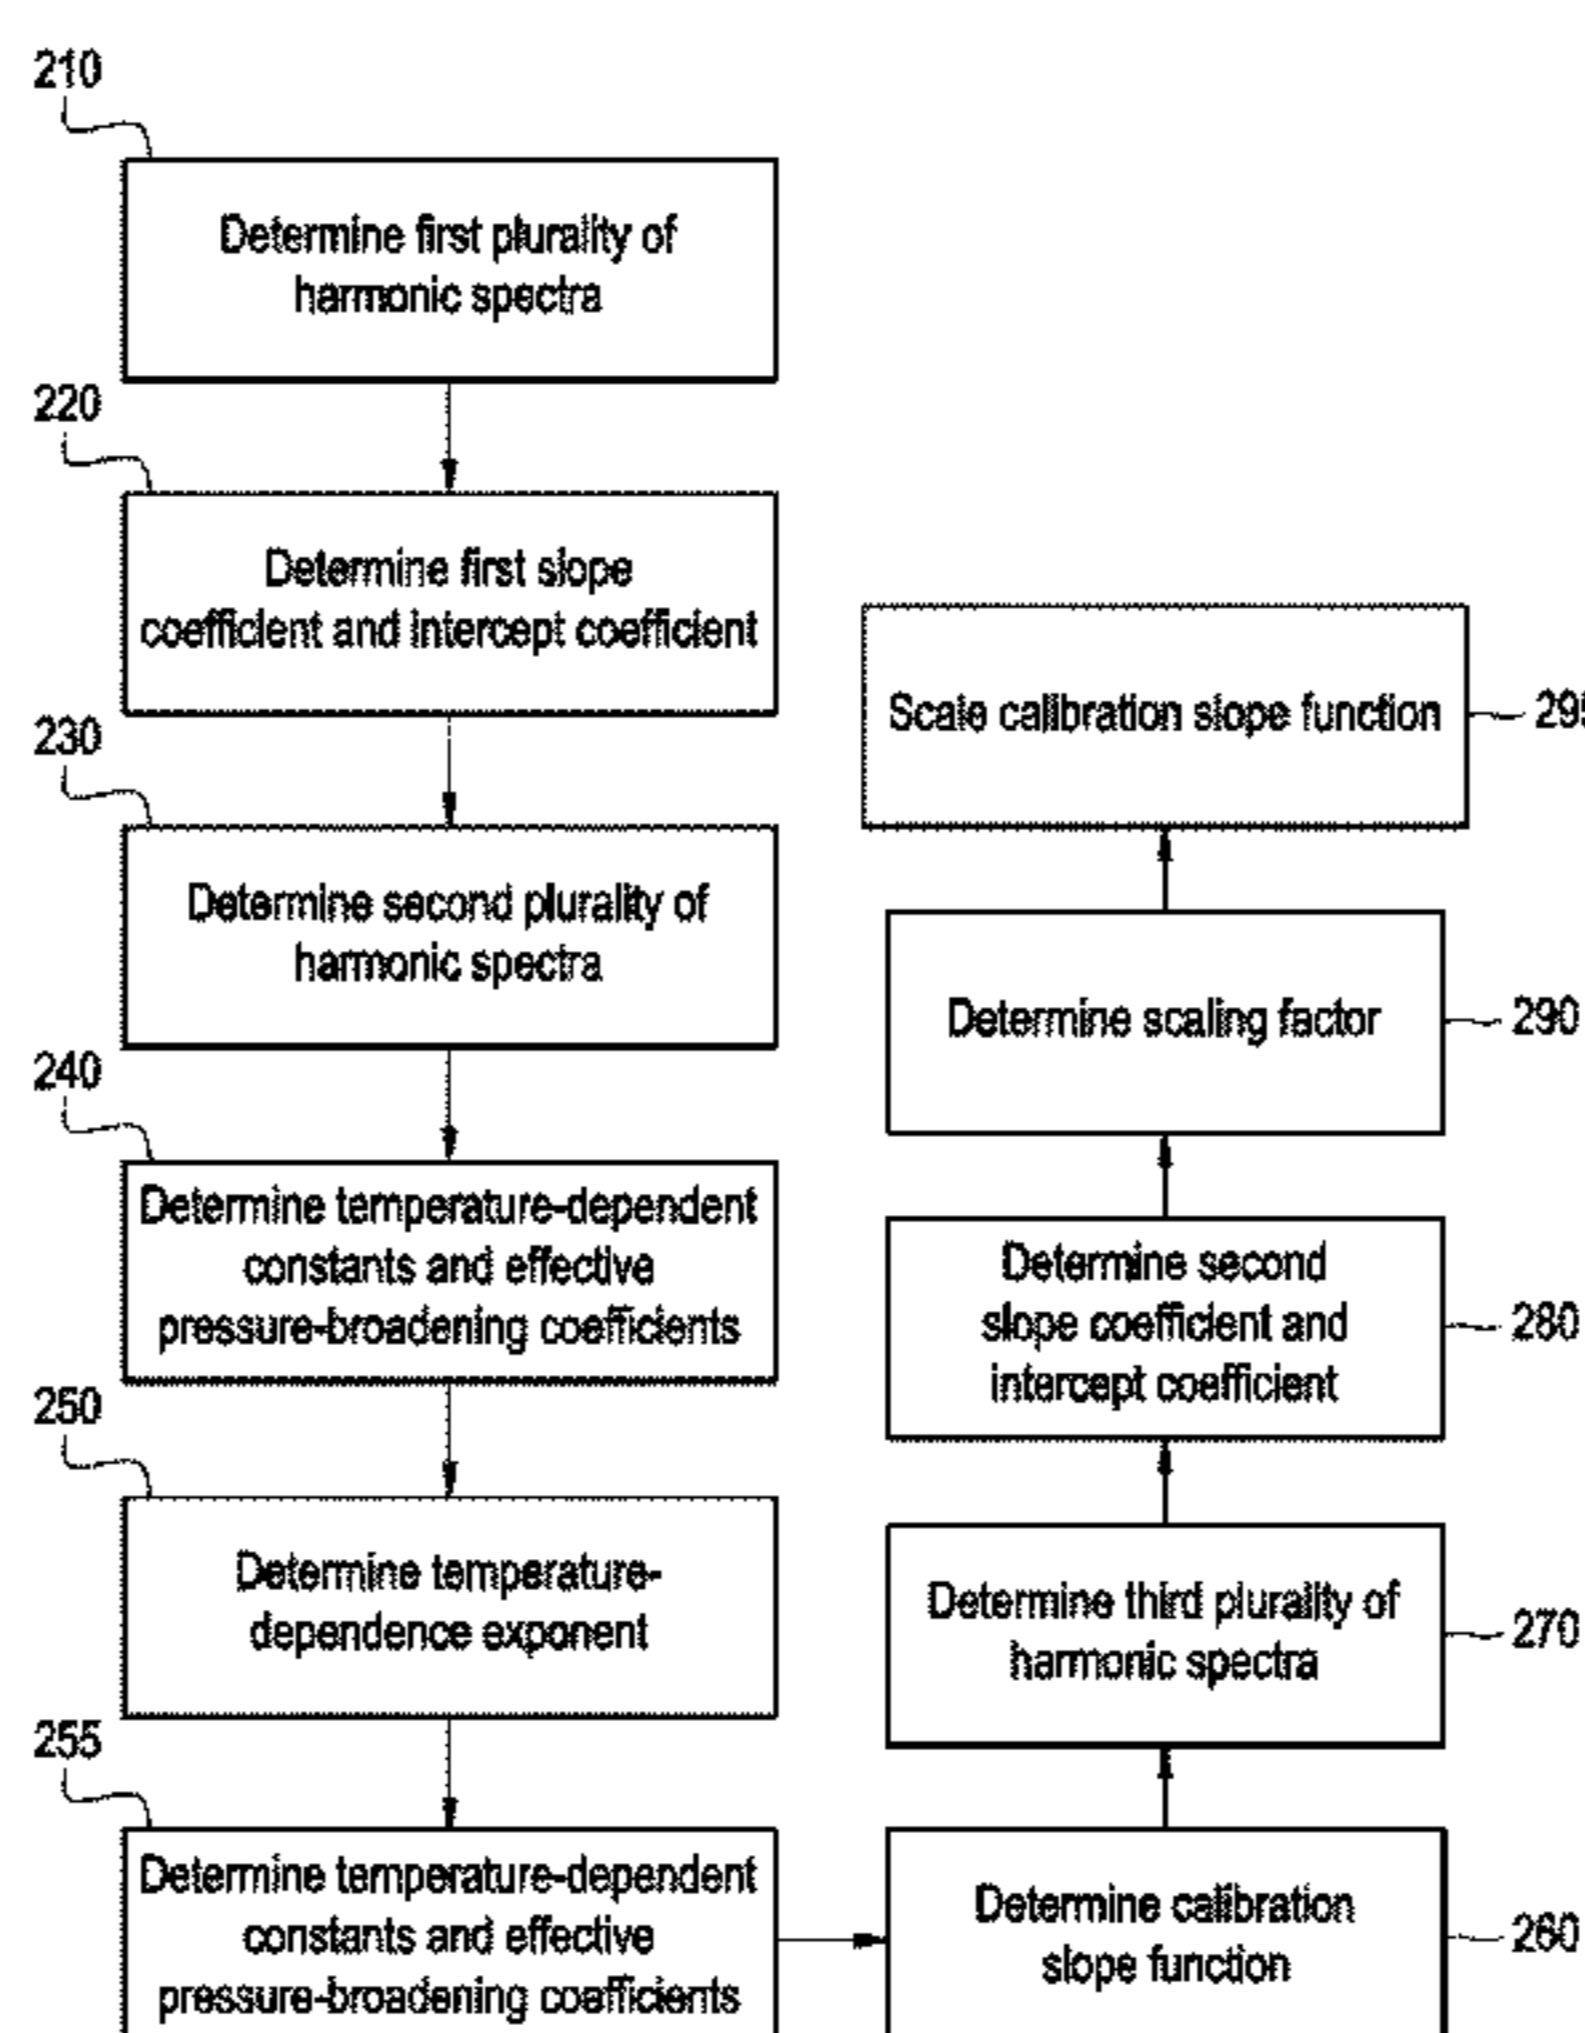 210
Determine first plurality of
harmonic spectra
220
Determine first slope
coefficient and intercept coefficient
230
Determine second plurality of
harmonic spectra
240
Determine temperature-dependent
constants and effective
pressure-broadening coefficients
250
Determine temperature-
dependence exponent
255
Determine temperature-dependent
constants and effective
pressure-broadening coefficients
Determine calibration
slope function
260
Determine third plurality of
harmonic spectra
270
Determine second
slope coefficient and
intercept coefficient
280
Determine scaling factor
290
Scale calibration slope function
295